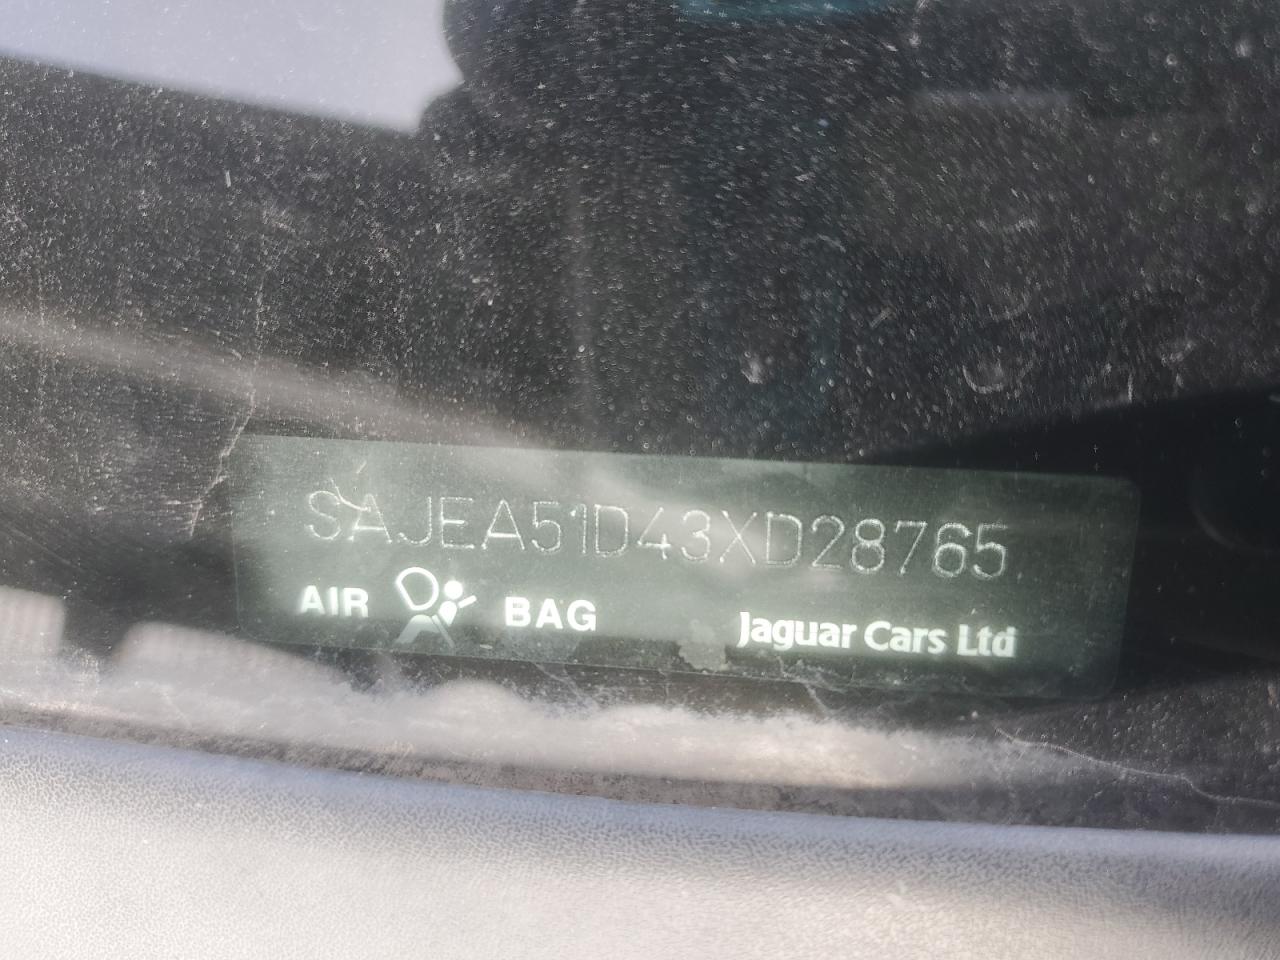 SAJEA51D43XD28765
AIR BAG Jaguar Cars Ltd